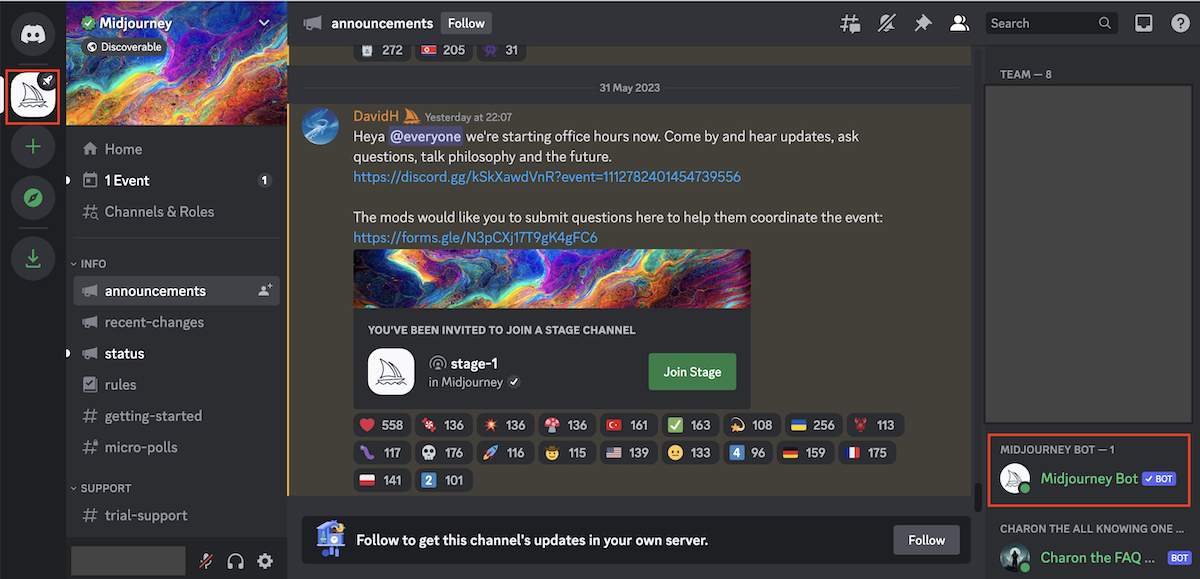 Midjourney
Discoverable
Home
1 Event
1
Channels & Roles
INFO
announcements
recent-changes
status
rules
getting-started
micro-polls
SUPPORT
trial-support
announcements
Follow
Search
272
205
31
31 May 2023
DavidH Yesterday at 22:07
Heya @everyone we're starting office hours now. Come by and hear updates, ask
questions, talk philosophy and the future.
https://discord.gg/kSkXawdVnR?event=1112782401454739556
The mods would like you to submit questions here to help them coordinate the event:
https://forms.gle/N3pCXj17T9gK4gFC6
YOU'VE BEEN INVITED TO JOIN A STAGE CHANNEL
stage-1
in Midjourney
Join Stage
558 136 136 136 161 163 108 256 113
117 176 116 115 139 133 4 96 159 175
141 2 101
Follow to get this channel's updates in your own server.
Follow
TEAM — 8
MIDJOURNEY BOT — 1
Midjourney Bot BOT
CHARON THE ALL KNOWING ONE ...
Charon the FAQ ... BOT